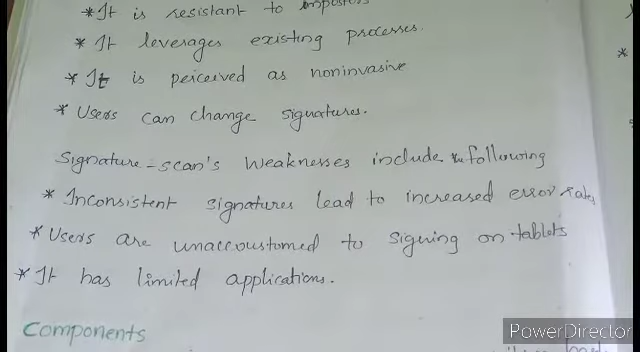 *It is resistant to impostors
* It leverages existing processes.
* It is perceived as noninvasive
* Users can change signatures.
Signature-scan's weaknesses include the following
* Inconsistent signatures lead to increased error rates
* Users are unaccustomed to signing on tablets
* It has limited applications.
Components
PowerDirector